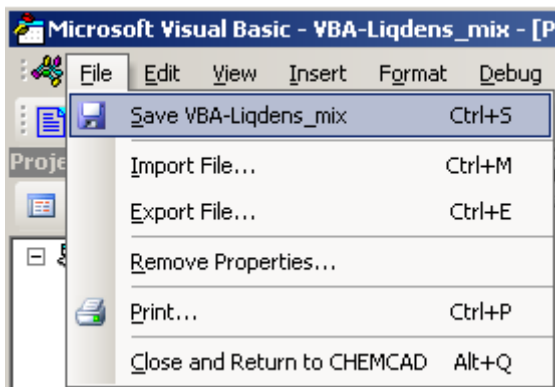 Microsoft Visual Basic - VBA-Liqdens_mix - [P
File Edit View Insert Format Debug
Save VBA-Liqdens_mix Ctrl+S
Proje
Import File... Ctrl+M
Export File... Ctrl+E
Remove Properties...
Print... Ctrl+P
Close and Return to CHEMCAD Alt+Q